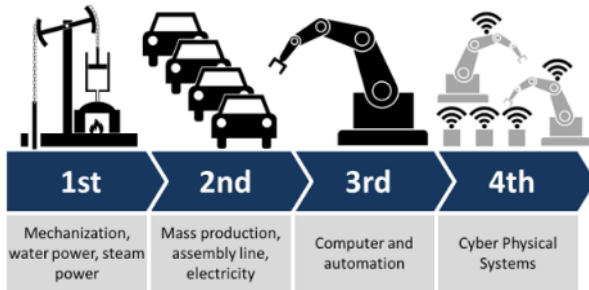 1st
2nd
3rd
4th
Mechanization,
water power, steam
power
Mass production,
assembly line,
electricity
Computer and
automation
Cyber Physical
Systems